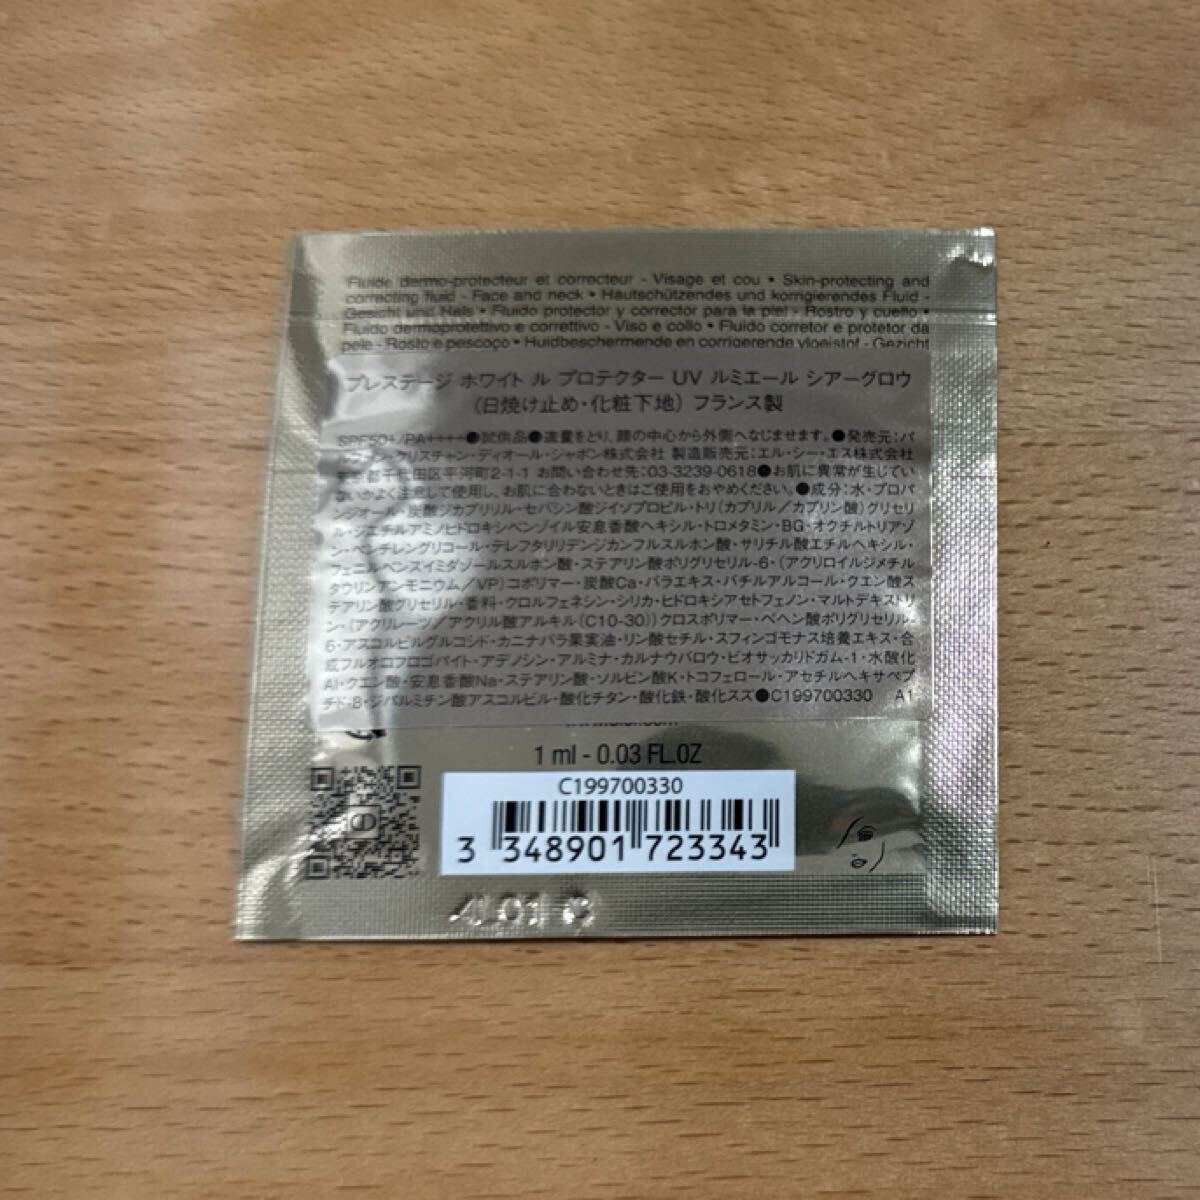 Fluide dermo-protecteur et correcteur - Visage et cou • Skin-protecting and
correcting fluid - Face and neck • Hautschützendes und korrigierendes Fluid -
Gesicht und Hals • Fluido protector y corrector para la piel - Rostro y cuello •
Fluido dermoprotettivo e correttivo - Viso e collo • Fluido corretor e protetor da
pele - Rosto e pescoço • Huidbeschermende en corrigerende vloeistof - Gezicht
プレステージ ホワイト ル プロテクター UV ルミエール シアーグロウ
(日焼け止め・化粧下地) フランス製
SPF50+/PA++++●試供品●適量をとり、顔の中心から外側へなじませます。●発売元:パ
クリスチャン・ディオール・ジャポン株式会社 製造販売元:エル・シー・エス株式会社
東京都千代田区平河町2-1-1 お問い合わせ先:03-3239-0618●お肌に異常が生じてい
ないかよく注意して使用し、お肌に合わないときはご使用をおやめください。●成分:水・プロパ
ンジオール・炭酸ジカプリリル・セバシン酸ジイソプロピル・トリ(カプリル/カプリン酸)グリセリ
ル・ジエチルアミノヒドロキシベンゾイル安息香酸ヘキシル・トロメタミン・BG・オクチルトリアゾ
ン・ペンチレングリコール・テレフタリリデンジカンフルスルホン酸・サリチル酸エチルヘキシル・
フェニルベンズイミダゾールスルホン酸・ステアリン酸ポリグリセリル-6・(アクリロイルジメチル
タウリンアンモニウム/VP)コポリマー・炭酸Ca・パラエキス・バチルアルコール・クエン酸ス
テアリン酸グリセリル・香料・クロルフェネシン・シリカ・ヒドロキシアセトフェノン・マルトデキストリ
ン・(アクリレーツ/アクリル酸アルキル(C10-30))クロスポリマー・ベヘン酸ポリグリセリル-
6・アスコルビルグルコシド・カニナバラ果実油・リン酸セチル・スフィンゴモナス培養エキス・合
成フルオロフロゴパイト・アデノシン・アルミナ・カルナウバロウ・ビオサッカリドガム-1・水酸化
Al・クエン酸・安息香酸Na・ステアリン酸・ソルビン酸K・トコフェロール・アセチルヘキサペプ
チド-8・ジパルミチン酸アスコルビル・酸化チタン・酸化鉄・酸化スズ●C199700330 A1
1 ml - 0.03 FL.OZ
C199700330
3 348901 723343